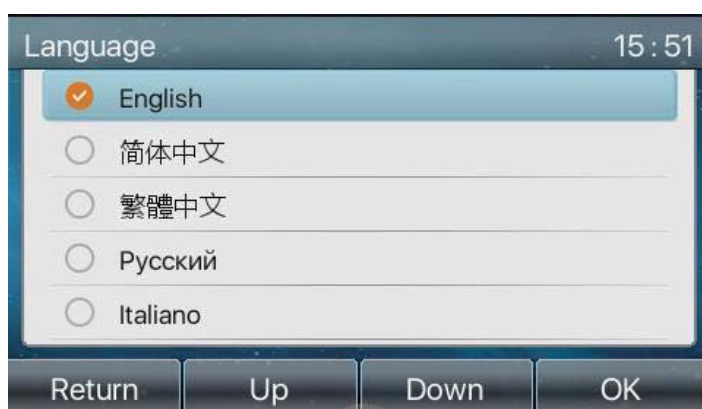 Language 15:51
English
简体中文
繁體中文
Русский
Italiano
Return Up Down OK